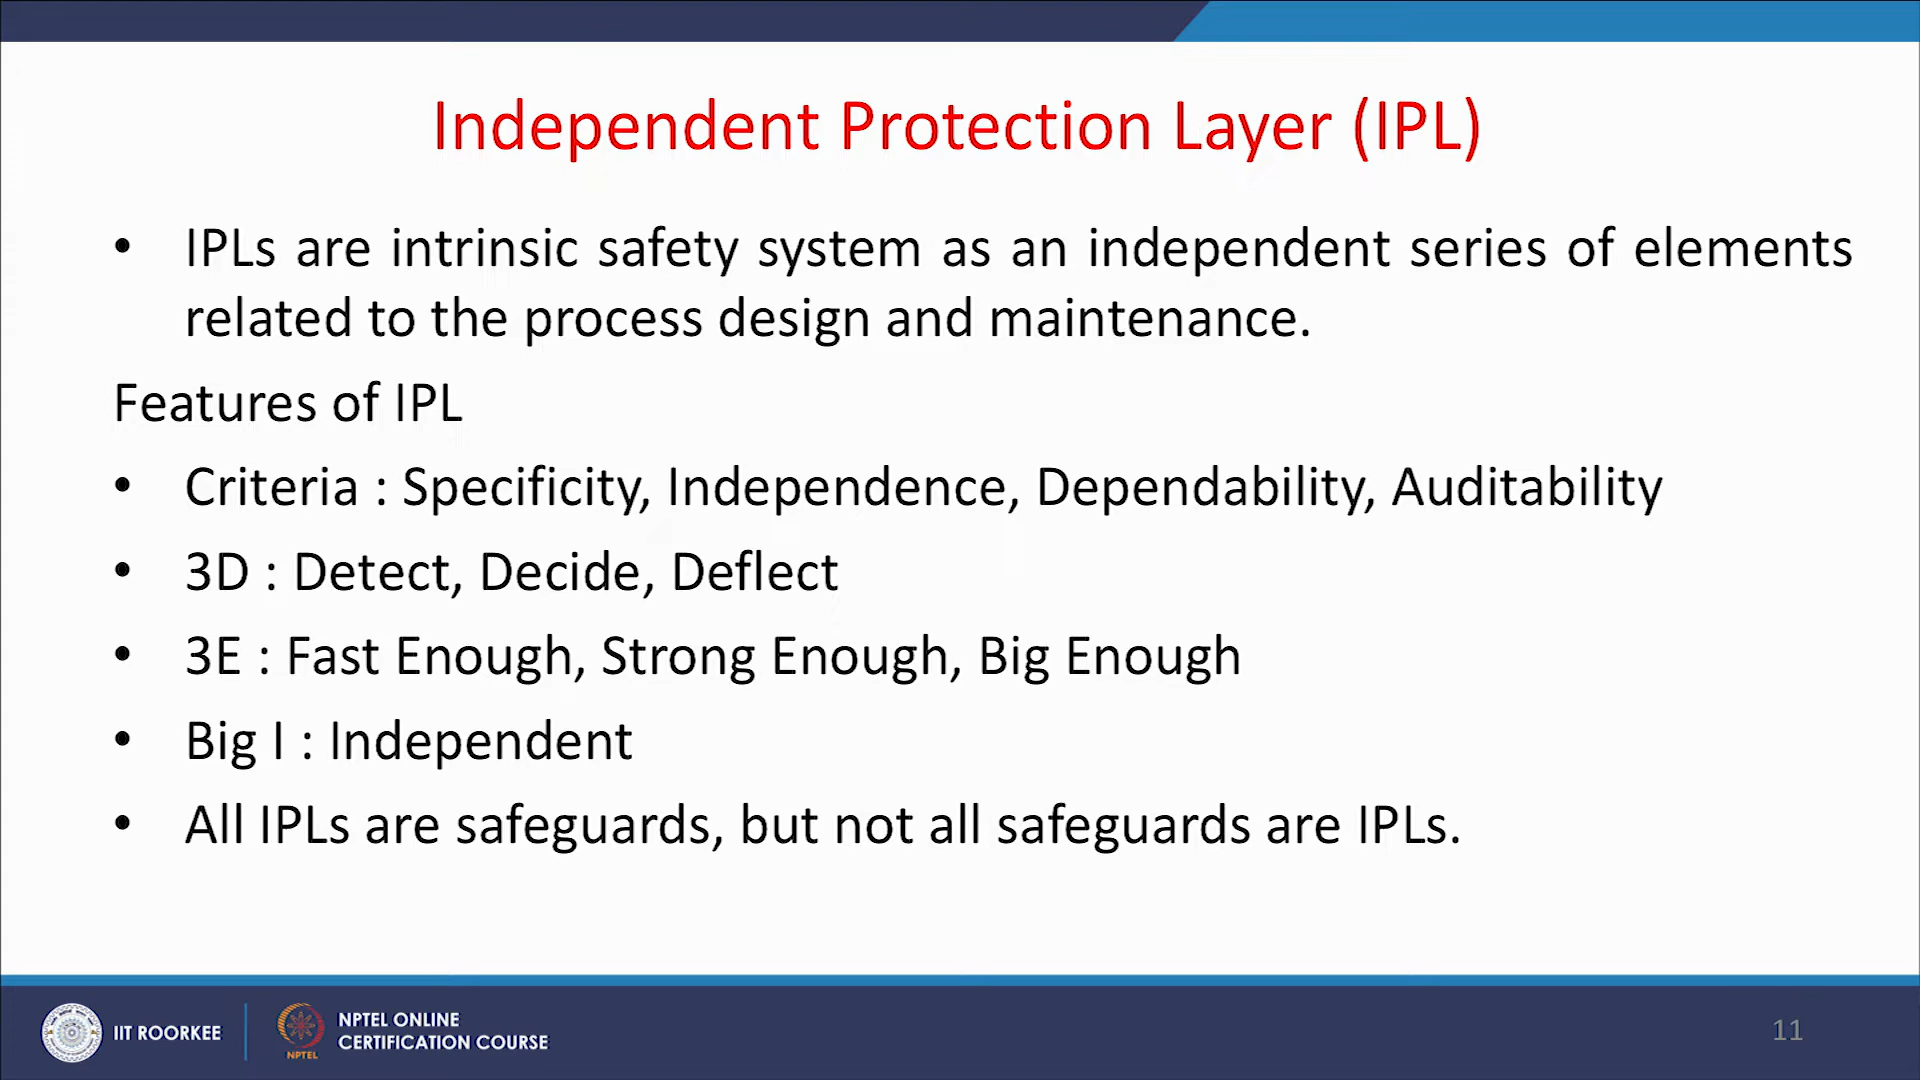 Independent Protection Layer (IPL)
• IPLs are intrinsic safety system as an independent series of elements
related to the process design and maintenance.
Features of IPL
• Criteria : Specificity, Independence, Dependability, Auditability
• 3D : Detect, Decide, Deflect
• 3E : Fast Enough, Strong Enough, Big Enough
• Big I : Independent
• All IPLs are safeguards, but not all safeguards are IPLs.
IIT ROORKEE
NPTEL
NPTEL ONLINE
CERTIFICATION COURSE
11